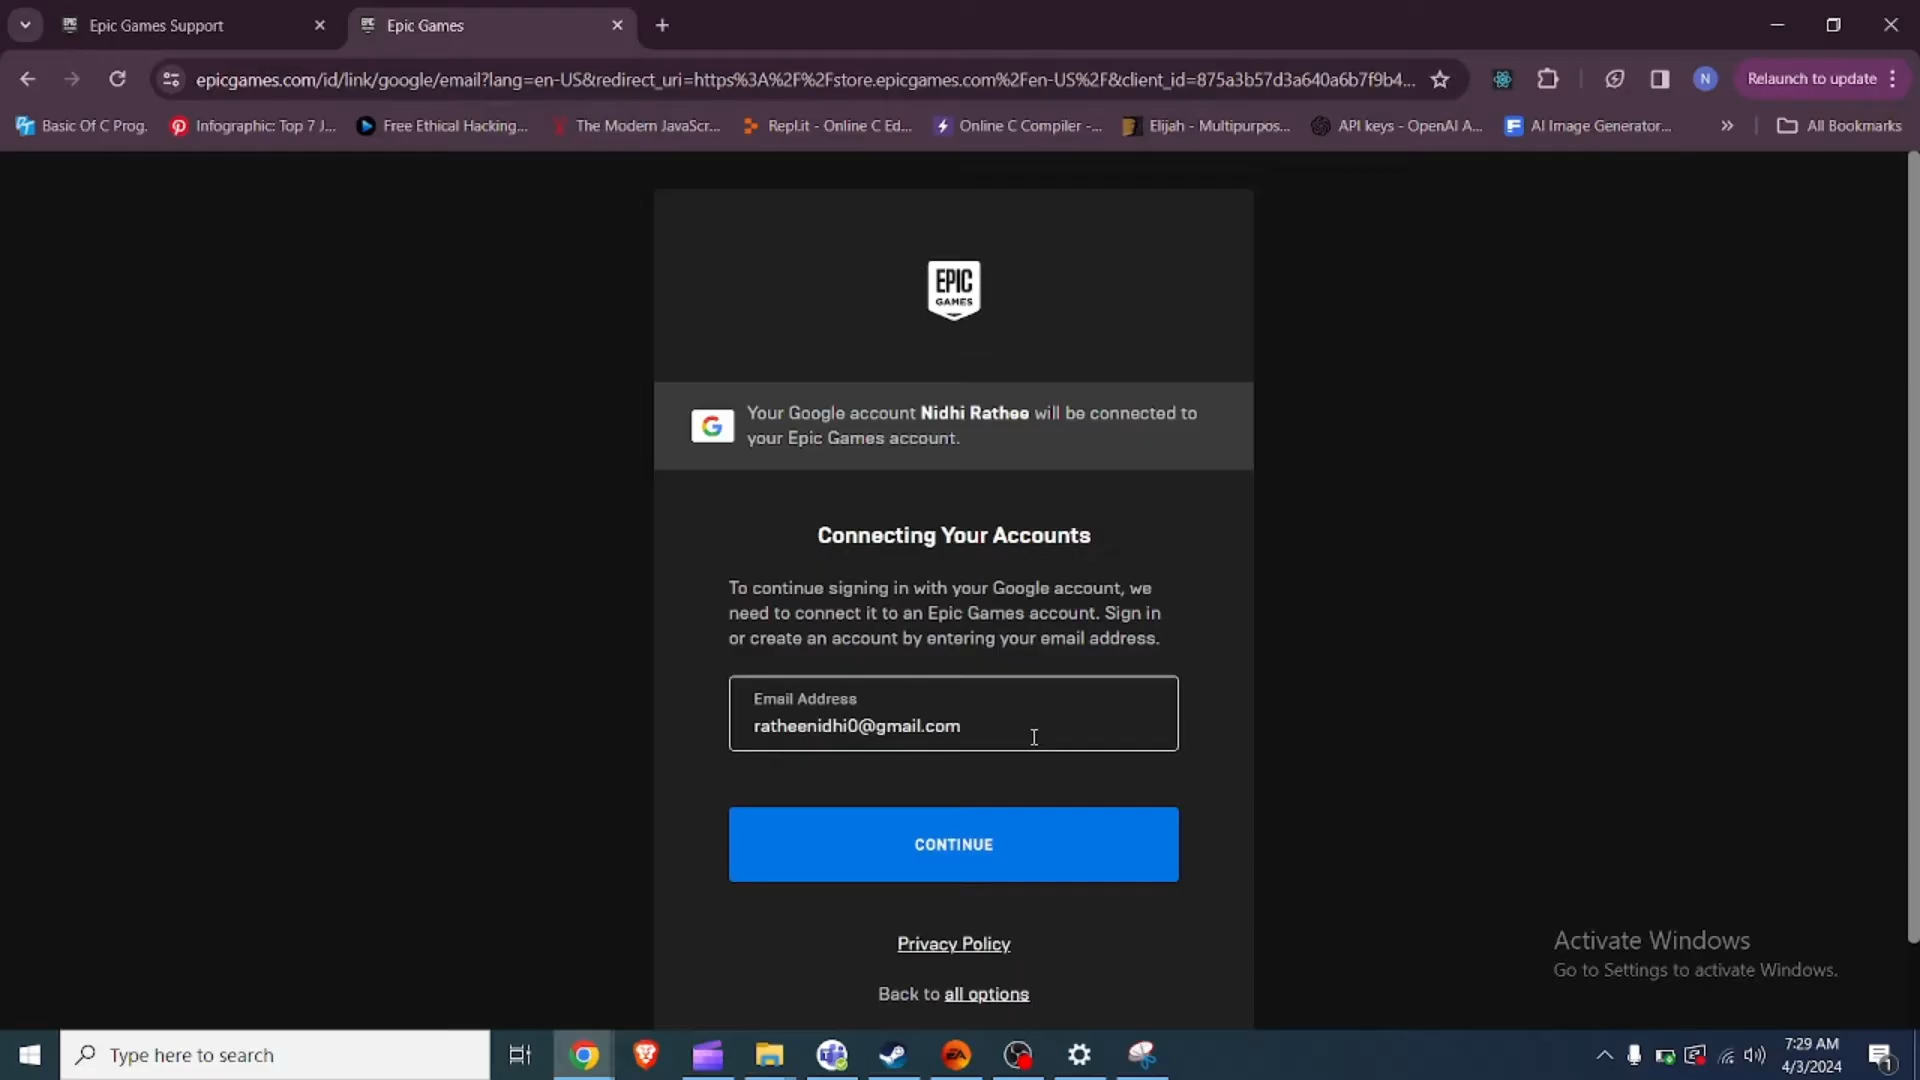 Epic Games Support
Epic Games
epicgames.com/id/link/google/email?lang=en-US&redirect_uri=https%3A%2F%2Fstore.epicgames.com%2Fen-US%2F&client_id=875a3b57d3a640a6b7f9b4...
N
Relaunch to update
Basic Of C Prog.
Infographic: Top 7 J...
Free Ethical Hacking...
The Modern JavaScr...
Repl.it - Online C Ed...
Online C Compiler -...
Elijah - Multipurpos...
API keys - OpenAI A...
AI Image Generator...
All Bookmarks
EPIC
GAMES
Your Google account Nidhi Rathee will be connected to
your Epic Games account.
Connecting Your Accounts
To continue signing in with your Google account, we
need to connect it to an Epic Games account. Sign in
or create an account by entering your email address.
Email Address
ratheenidhi0@gmail.com
CONTINUE
Privacy Policy
Back to all options
Activate Windows
Go to Settings to activate Windows.
Type here to search
EA
7:29 AM
4/3/2024
1